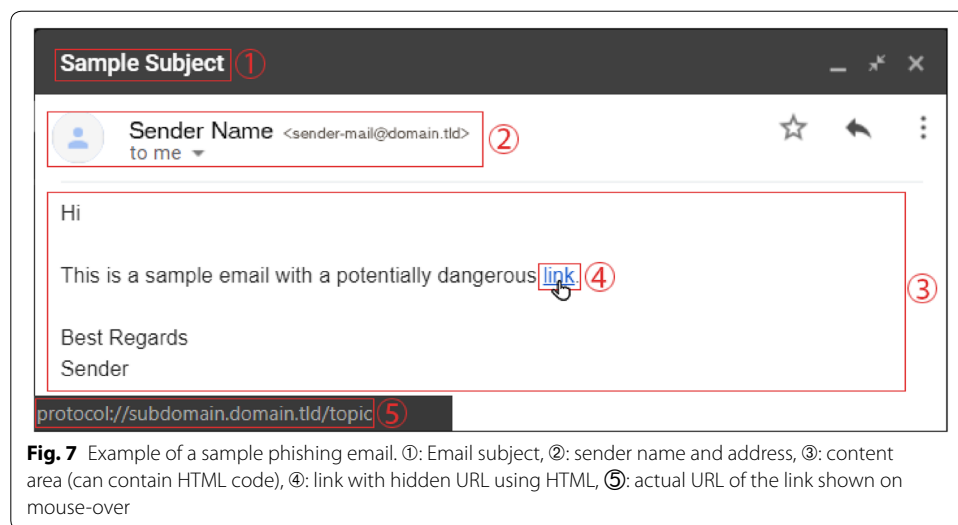 Sample Subject ①
Sender Name <sender-mail@domain.tld> ②
to me
Hi
This is a sample email with a potentially dangerous link. ④
③
Best Regards
Sender
protocol://subdomain.domain.tld/topic ⑤
Fig. 7 Example of a sample phishing email. ①: Email subject, ②: sender name and address, ③: content
area (can contain HTML code), ④: link with hidden URL using HTML, ⑤: actual URL of the link shown on
mouse-over